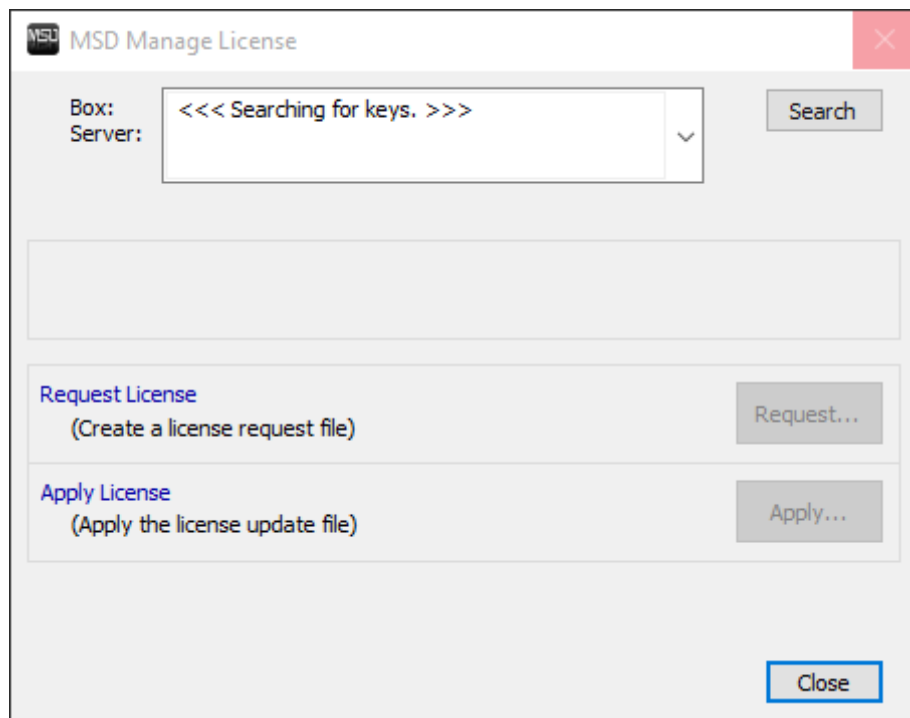 MSD MSD Manage License
Box: <<< Searching for keys. >>> Search
Server:
Request License
(Create a license request file) Request...
Apply License
(Apply the license update file) Apply...
Close